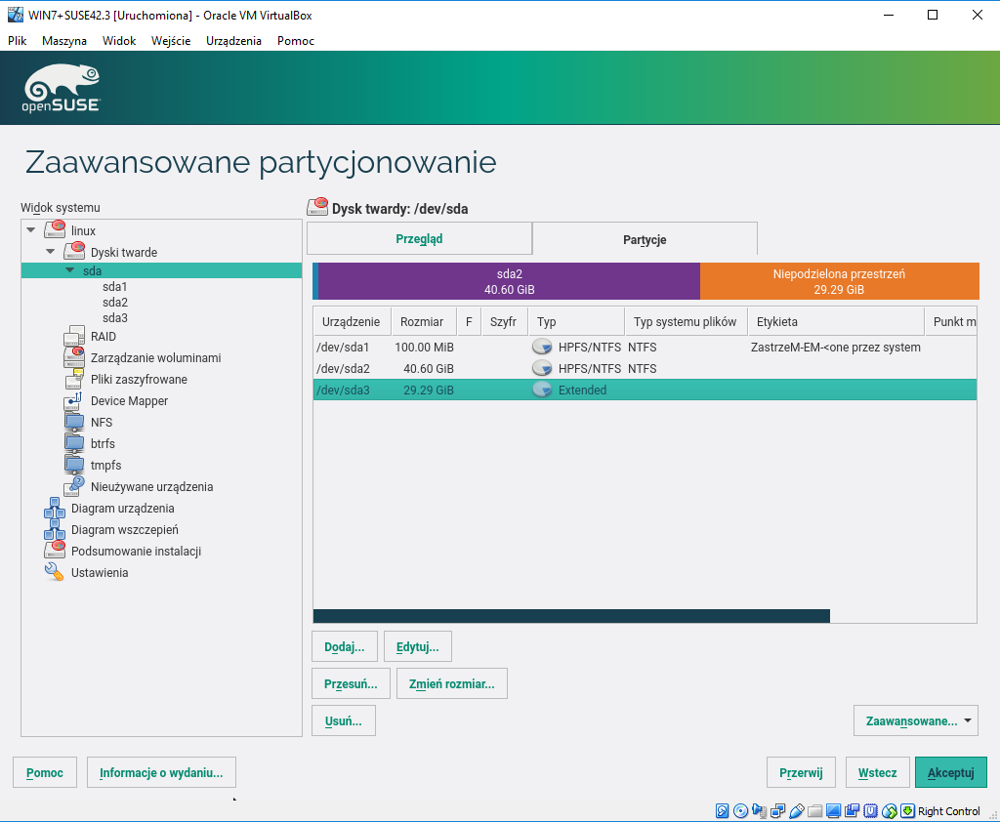 WIN7+SUSE42.3 [Uruchomiona] - Oracle VM VirtualBox
Plik Maszyna Widok Wejście Urządzenia Pomoc
openSUSE
Zaawansowane partycjonowanie
Widok systemu
linux
Dyski twarde
sda
sda1
sda2
sda3
RAID
Zarządzanie woluminami
Pliki zaszyfrowane
Device Mapper
NFS
btrfs
tmpfs
Nieużywane urządzenia
Diagram urządzenia
Diagram wszczepień
Podsumowanie instalacji
Ustawienia
Dysk twardy: /dev/sda
Przegląd Partycje
sda2 Niepodzielona przestrzeń
40.60 GiB 29.29 GiB
Urządzenie Rozmiar F Szyfr Typ Typ systemu plików Etykieta Punkt m
/dev/sda1 100.00 MiB HPFS/NTFS NTFS ZastrzeM-EM-<one przez system
/dev/sda2 40.60 GiB HPFS/NTFS NTFS
/dev/sda3 29.29 GiB Extended
Dodaj... Edytuj...
Przesuń... Zmień rozmiar...
Usuń... Zaawansowane...
Pomoc Informacje o wydaniu... Przerwij Wstecz Akceptuj
Right Control